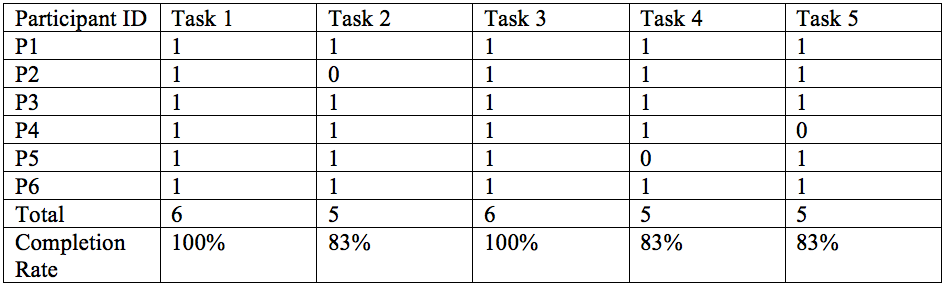 Participant ID Task 1 Task 2 Task 3 Task 4 Task 5
P1 1 1 1 1 1
P2 1 0 1 1 1
P3 1 1 1 1 1
P4 1 1 1 1 0
P5 1 1 1 0 1
P6 1 1 1 1 1
Total 6 5 6 5 5
Completion 100% 83% 100% 83% 83%
Rate